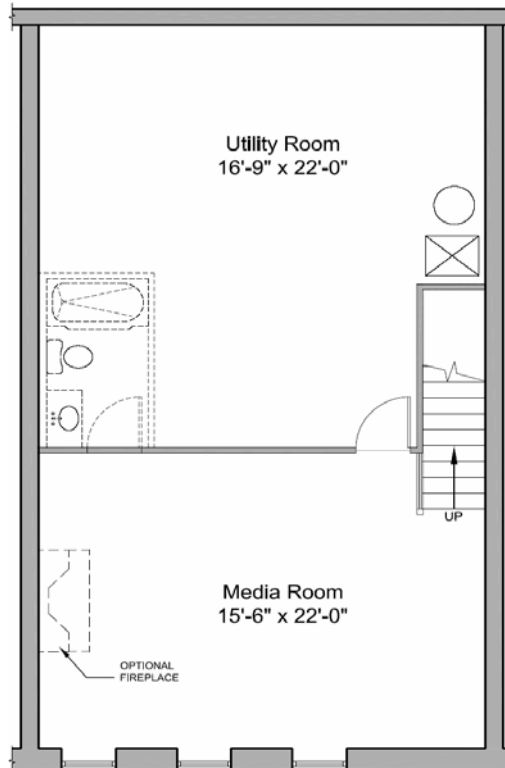 Utility Room
16'-9" x 22'-0"
UP
Media Room
15'-6" x 22'-0"
OPTIONAL
FIREPLACE